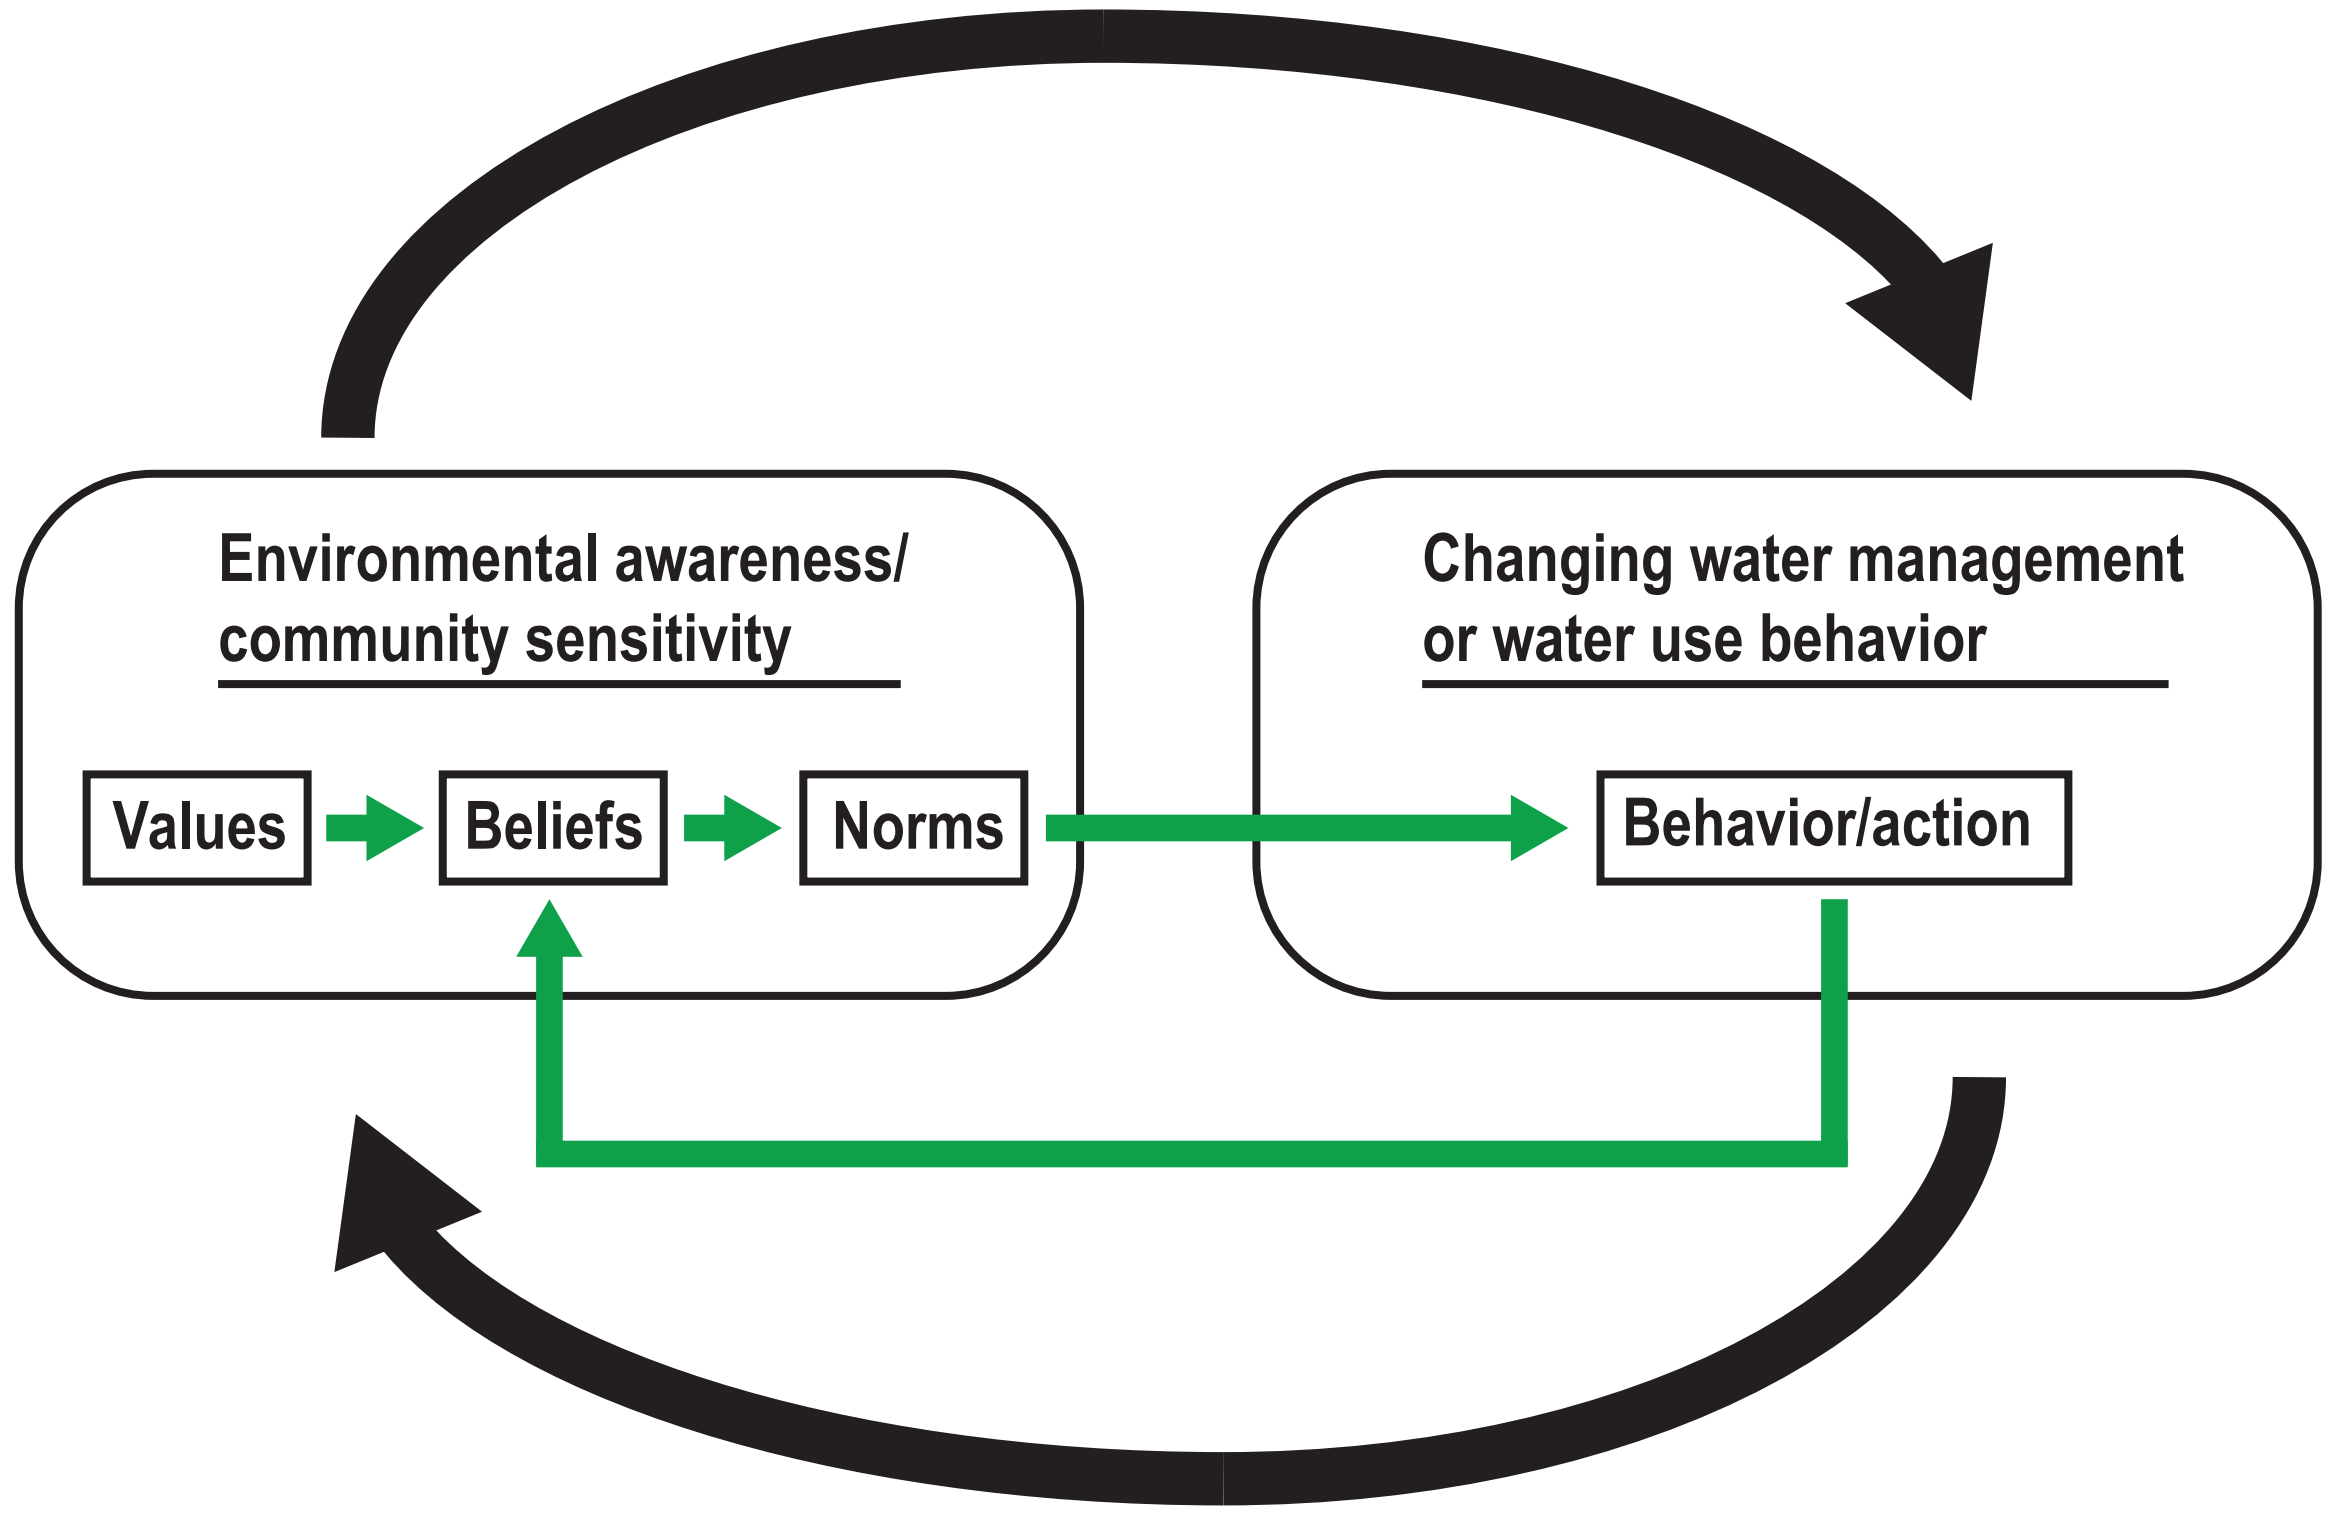 Environmental awareness/
community sensitivity
Changing water management
or water use behavior
Values
Beliefs
Norms
Behavior/action